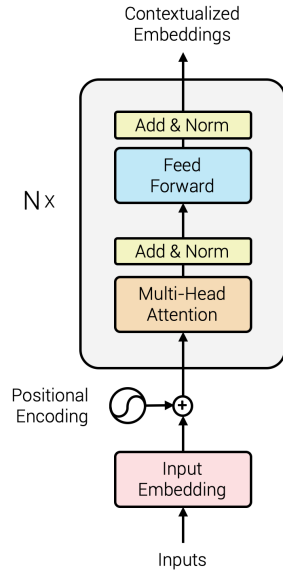 Contextualized
Embeddings
Add & Norm
Feed
Forward
N×
Add & Norm
Multi-Head
Attention
Positional
Encoding
+
Input
Embedding
Inputs